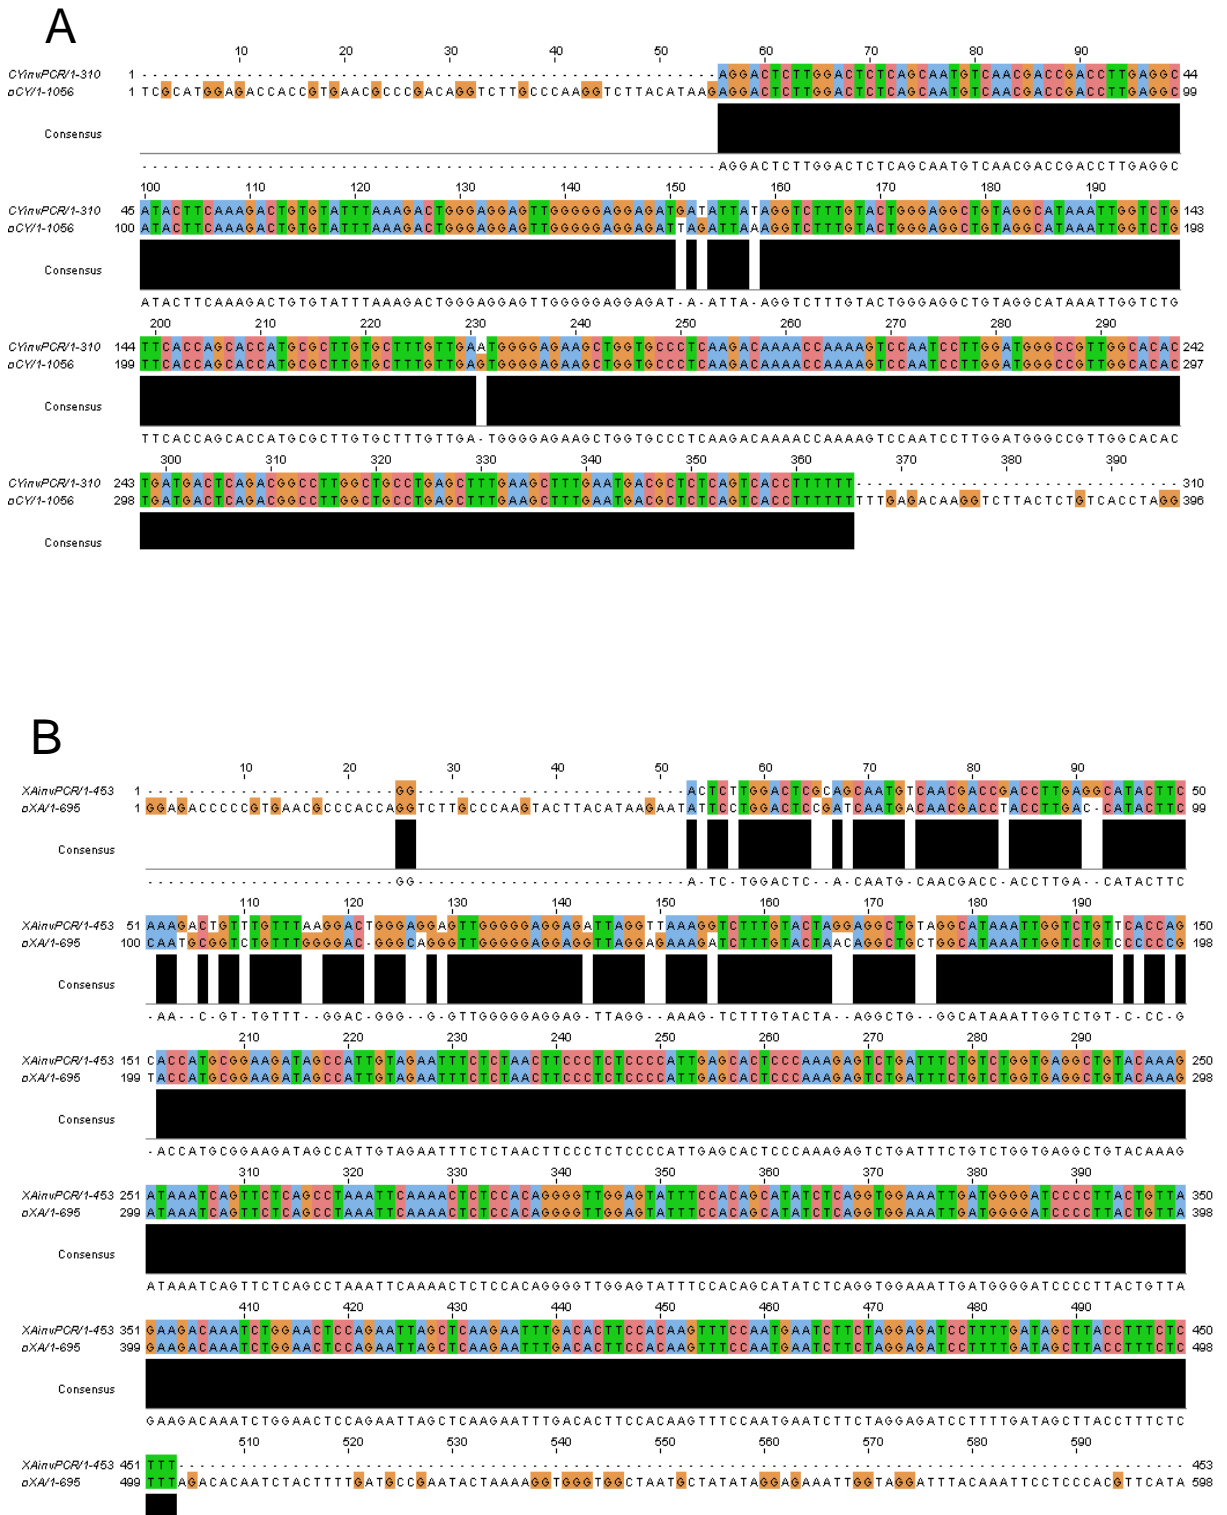 A
10 20 30 40 50 60 70 80 90
CYinvPCR/1-310 1 -------------------------------------------------------AGGACTCTTGGACTCTCAGCAATGTCAACGACCGACCTTGAGGC 44
pCY/1-1056 1 TCGCATGGAGACCACCGTGAACGCCCGACAGGTCTTGCCCAAGGTCTTACATAAGAGGACTCTTGGACTCTCAGCAATGTCAACGACCGACCTTGAGGC 99
Consensus
-------------------------------------------------------AGGACTCTTGGACTCTCAGCAATGTCAACGACCGACCTTGAGGC
100 110 120 130 140 150 160 170 180 190
CYinvPCR/1-310 45 ATACTTCAAAGACTGTGTATTTAAAGACTGGGAGGAGTTGGGGGAGGAGATGATATTATAGGTCTTTGTACTGGGAGGCTGTAGGCATAAATTGGTCTG 143
pCY/1-1056 100 ATACTTCAAAGACTGTGTATTTAAAGACTGGGAGGAGTTGGGGGAGGAGATTAGATTAAAGGTCTTTGTACTGGGAGGCTGTAGGCATAAATTGGTCTG 198
Consensus
ATACTTCAAAGACTGTGTATTTAAAGACTGGGAGGAGTTGGGGGAGGAGAT-A-ATTA-AGGTCTTTGTACTGGGAGGCTGTAGGCATAAATTGGTCTG
200 210 220 230 240 250 260 270 280 290
CYinvPCR/1-310 144 TTCACCAGCACCATGCGCTTGTGCTTTGTTGAATGGGGAGAAGCTGGTGCCCTCAAGACAAAACCAAAAGTCCAATCCTTGGATGGGCCGTTGGCACAC 242
pCY/1-1056 199 TTCACCAGCACCATGCGCTTGTGCTTTGTTGAGTGGGGAGAAGCTGGTGCCCTCAAGACAAAACCAAAAGTCCAATCCTTGGATGGGCCGTTGGCACAC 297
Consensus
TTCACCAGCACCATGCGCTTGTGCTTTGTTGA-TGGGGAGAAGCTGGTGCCCTCAAGACAAAACCAAAAGTCCAATCCTTGGATGGGCCGTTGGCACAC
300 310 320 330 340 350 360 370 380 390
CYinvPCR/1-310 243 TGATGACTCAGACGGCCTTGGCTGCCTGAGCTTTGAAGCTTTGAATGACGCTCTCAGTCACCTTTTTT------------------------------- 310
pCY/1-1056 298 TGATGACTCAGACGGCCTTGGCTGCCTGAGCTTTGAAGCTTTGAATGACGCTCTCAGTCACCTTTTTTTTTGAGACAAGGTCTTACTCTGTCACCTAGG 396
Consensus
B
10 20 30 40 50 60 70 80 90
XAinvPCR/1-453 1 ------------------------GG--------------------------ACTCTTGGACTCGCAGCAATGTCAACGACCGACCTTGAGGCATACTTC 50
pXA/1-695 1 GGAGACCCCCGTGAACGCCCACCAGGTCTTGCCCAAGTACTTACATAAGAATATTCCTGGACTCCGATCAATGACAACGACCTACCTTGAC-CATACTTC 99
Consensus
------------------------GG--------------------------A-TC-TGGACTC--A-CAATG-CAACGACC-ACCTTGA--CATACTTC
110 120 130 140 150 160 170 180 190
XAinvPCR/1-453 51 AAAGACTGTTTGTTTAAGGACTGGGAGGAGTTGGGGGAGGAGATTAGGTTAAAGGTCTTTGTACTAGGAGGCTGTAGGCATAAATTGGTCTGTTCACCAG 150
pXA/1-695 100 CAATGCGGTCTGTTTGGGGAC-GGGCAGGGTTGGGGGAGGAGGTTAGGAGAAAGATCTTTGTACTAACAGGCTGCTGGCATAAATTGGTCTGTCCCCCCG 198
Consensus
-AA--C-GT-TGTTT--GGAC-GGG--G-GTTGGGGGAGGAG-TTAGG--AAAG-TCTTTGTACTA--AGGCTG--GGCATAAATTGGTCTGT-C-CC-G
210 220 230 240 250 260 270 280 290
XAinvPCR/1-453 151 CACCATGCGGAAGATAGCCATTGTAGAATTTCTCTAACTTCCCTCTCCCCATTGAGCACTCCCAAAGAGTCTGATTTCTGTCTGGTGAGGCTGTACAAAG 250
pXA/1-695 199 TACCATGCGGAAGATAGCCATTGTAGAATTTCTCTAACTTCCCTCTCCCCATTGAGCACTCCCAAAGAGTCTGATTTCTGTCTGGTGAGGCTGTACAAAG 298
Consensus
-ACCATGCGGAAGATAGCCATTGTAGAATTTCTCTAACTTCCCTCTCCCCATTGAGCACTCCCAAAGAGTCTGATTTCTGTCTGGTGAGGCTGTACAAAG
310 320 330 340 350 360 370 380 390
XAinvPCR/1-453 251 ATAAATCAGTTCTCAGCCTAAATTCAAAACTCTCCACAGGGGTTGGAGTATTTCCACAGCATATCTCAGGTGGAAATTGATGGGGATCCCCTTACTGTTA 350
pXA/1-695 299 ATAAATCAGTTCTCAGCCTAAATTCAAAACTCTCCACAGGGGTTGGAGTATTTCCACAGCATATCTCAGGTGGAAATTGATGGGGATCCCCTTACTGTTA 398
Consensus
ATAAATCAGTTCTCAGCCTAAATTCAAAACTCTCCACAGGGGTTGGAGTATTTCCACAGCATATCTCAGGTGGAAATTGATGGGGATCCCCTTACTGTTA
410 420 430 440 450 460 470 480 490
XAinvPCR/1-453 351 GAAGACAAATCTGGAACTCCAGAATTAGCTCAAGAATTTGACACTTCCACAAGTTTCCAATGAATCTTCTAGGAGATCCTTTTGATAGCTTACCTTTCTC 450
pXA/1-695 399 GAAGACAAATCTGGAACTCCAGAATTAGCTCAAGAATTTGACACTTCCACAAGTTTCCAATGAATCTTCTAGGAGATCCTTTTGATAGCTTACCTTTCTC 498
Consensus
GAAGACAAATCTGGAACTCCAGAATTAGCTCAAGAATTTGACACTTCCACAAGTTTCCAATGAATCTTCTAGGAGATCCTTTTGATAGCTTACCTTTCTC
510 520 530 540 550 560 570 580 590
XAinvPCR/1-453 451 TTT------------------------------------------------------------------------------------------------- 453
pXA/1-695 499 TTTAGACACAATCTACTTTTGATGCCGAATACTAAAAGGTGGGTGGCTAATGCTATATAGGAGAAATTGGTAGGATTTACAAATTCCTCCCACGTTCATA 598